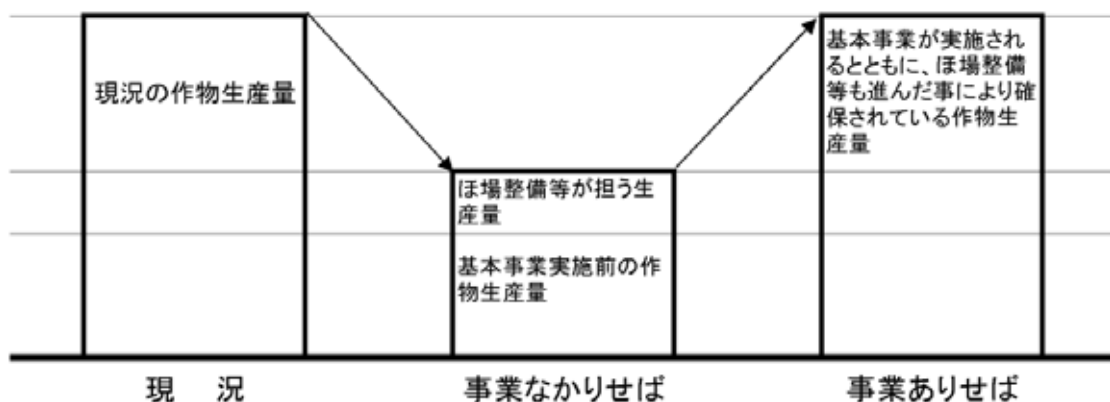 現況の作物生産量
ほ場整備等が担う生
産量
基本事業実施前の作
物生産量
基本事業が実施され
るとともに、ほ場整備
等も進んだ事により確
保されている作物生
産量
現　況
事業なかりせば
事業ありせば